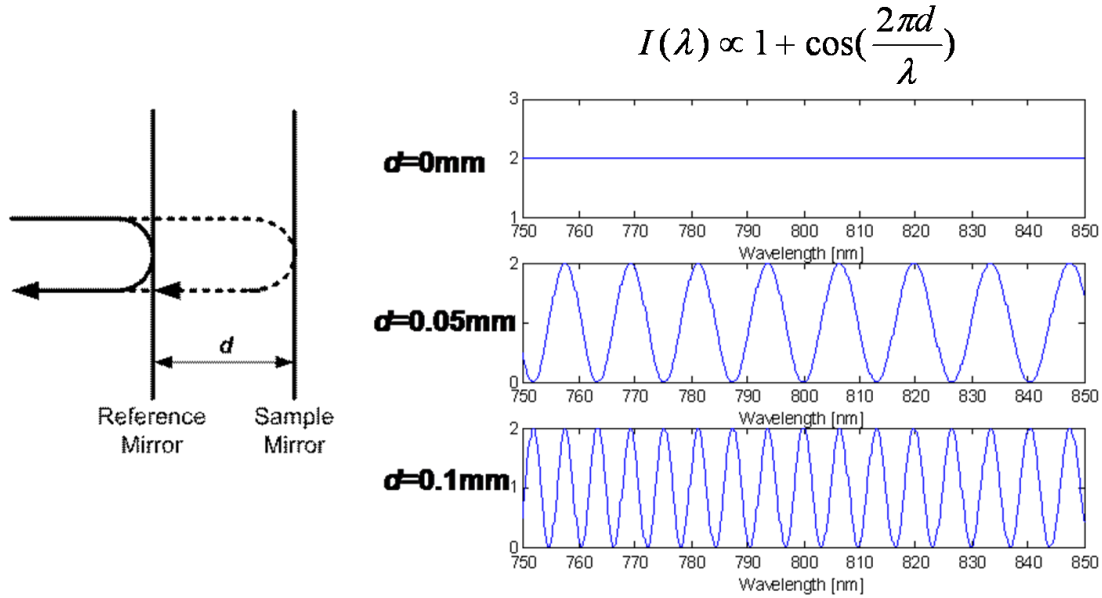 I(λ) ∝ 1 + cos(2πd/λ)
d
Reference Mirror
Sample Mirror
d=0mm
3
2
1
750 760 770 780 790 800 810 820 830 840 850
Wavelength [nm]
d=0.05mm
2
1
0
750 760 770 780 790 800 810 820 830 840 850
Wavelength [nm]
d=0.1mm
2
1
0
750 760 770 780 790 800 810 820 830 840 850
Wavelength [nm]